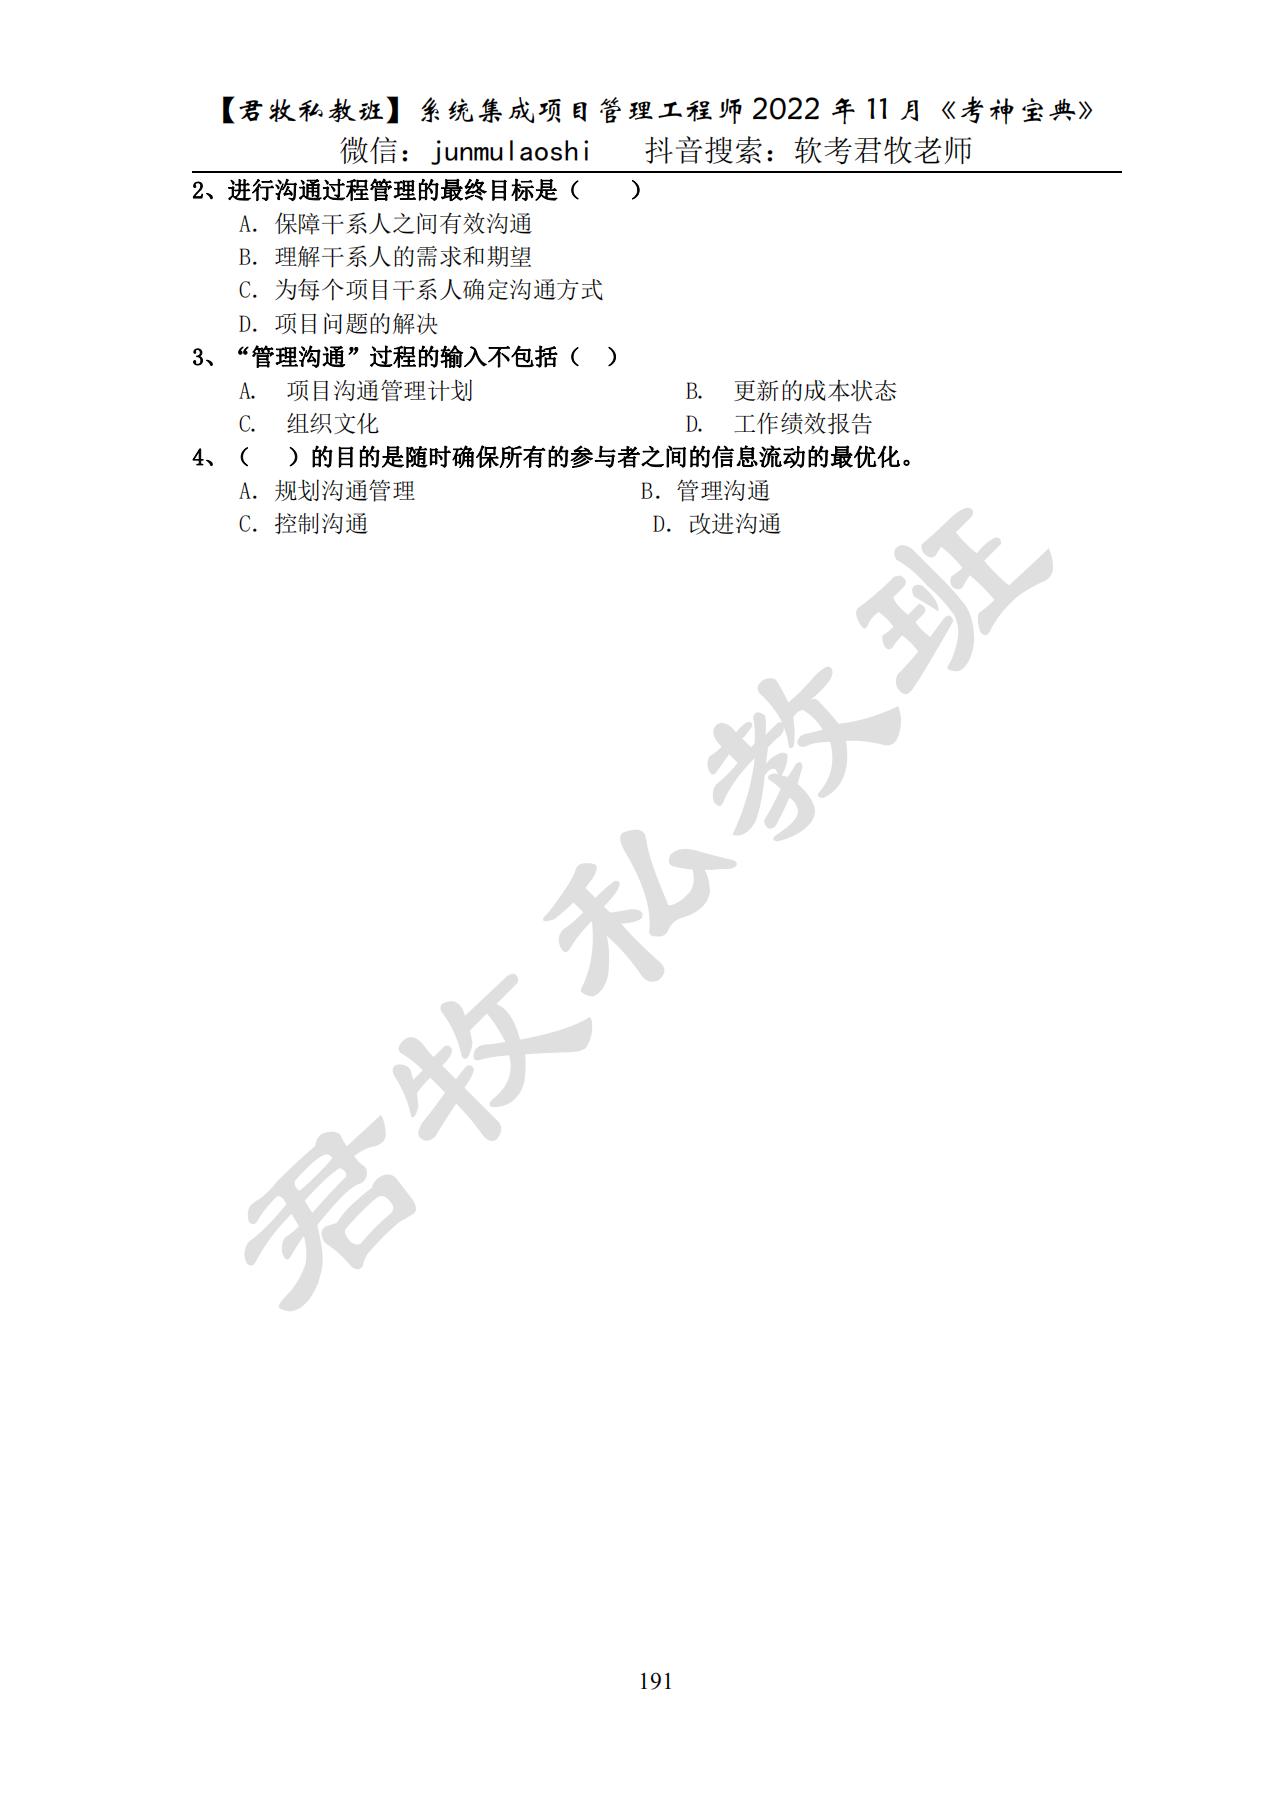 【君牧私教班】系统集成项目管理工程师 2022 年 11 月《考神宝典》
微信：junmulaoshi 抖音搜索：软考君牧老师
2、进行沟通过程管理的最终目标是（ ）
A．保障干系人之间有效沟通
B．理解干系人的需求和期望
C．为每个项目干系人确定沟通方式
D．项目问题的解决
3、“管理沟通”过程的输入不包括（ ）
A. 项目沟通管理计划 B. 更新的成本状态
C. 组织文化 D. 工作绩效报告
4、（ ）的目的是随时确保所有的参与者之间的信息流动的最优化。
A．规划沟通管理 B．管理沟通
C．控制沟通 D．改进沟通
君牧私教班
191